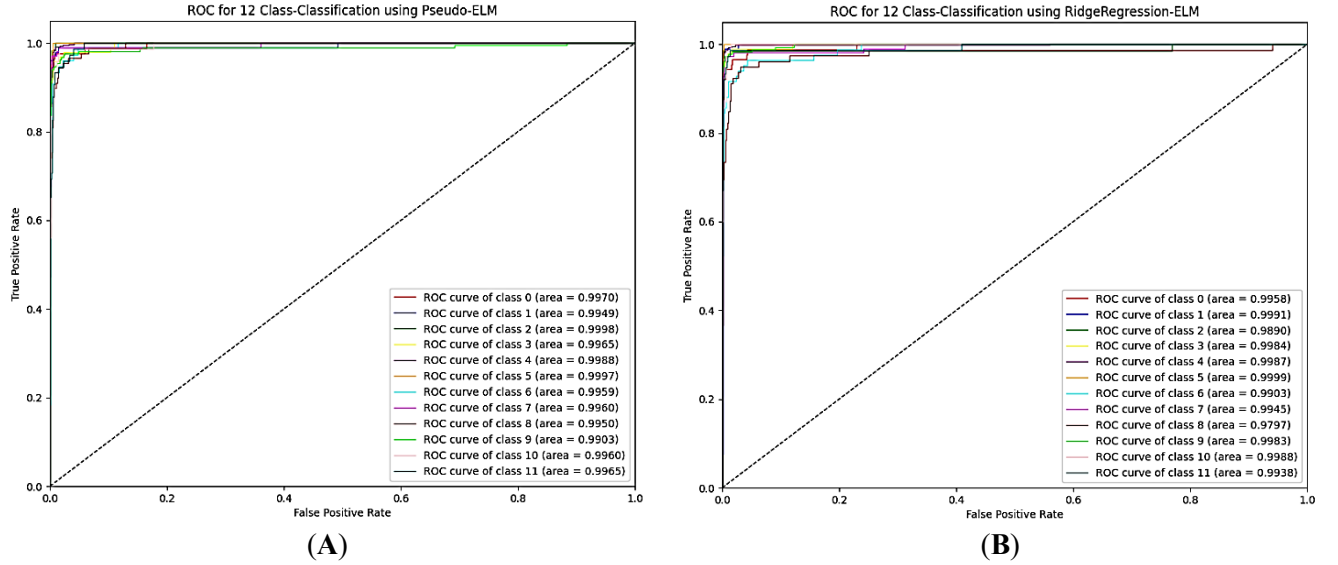 ROC for 12 Class-Classification using Pseudo-ELM
1.0
0.8
0.6
0.4
0.2
0.0
True Positive Rate
ROC curve of class 0 (area = 0.9970)
ROC curve of class 1 (area = 0.9949)
ROC curve of class 2 (area = 0.9998)
ROC curve of class 3 (area = 0.9965)
ROC curve of class 4 (area = 0.9988)
ROC curve of class 5 (area = 0.9997)
ROC curve of class 6 (area = 0.9959)
ROC curve of class 7 (area = 0.9960)
ROC curve of class 8 (area = 0.9950)
ROC curve of class 9 (area = 0.9903)
ROC curve of class 10 (area = 0.9960)
ROC curve of class 11 (area = 0.9965)
0.0 0.2 0.4 0.6 0.8 1.0
False Positive Rate
(A)
ROC for 12 Class-Classification using RidgeRegression-ELM
1.0
0.8
0.6
0.4
0.2
0.0
True Positive Rate
ROC curve of class 0 (area = 0.9958)
ROC curve of class 1 (area = 0.9991)
ROC curve of class 2 (area = 0.9890)
ROC curve of class 3 (area = 0.9984)
ROC curve of class 4 (area = 0.9987)
ROC curve of class 5 (area = 0.9999)
ROC curve of class 6 (area = 0.9903)
ROC curve of class 7 (area = 0.9945)
ROC curve of class 8 (area = 0.9797)
ROC curve of class 9 (area = 0.9983)
ROC curve of class 10 (area = 0.9988)
ROC curve of class 11 (area = 0.9938)
0.0 0.2 0.4 0.6 0.8 1.0
False Positive Rate
(B)